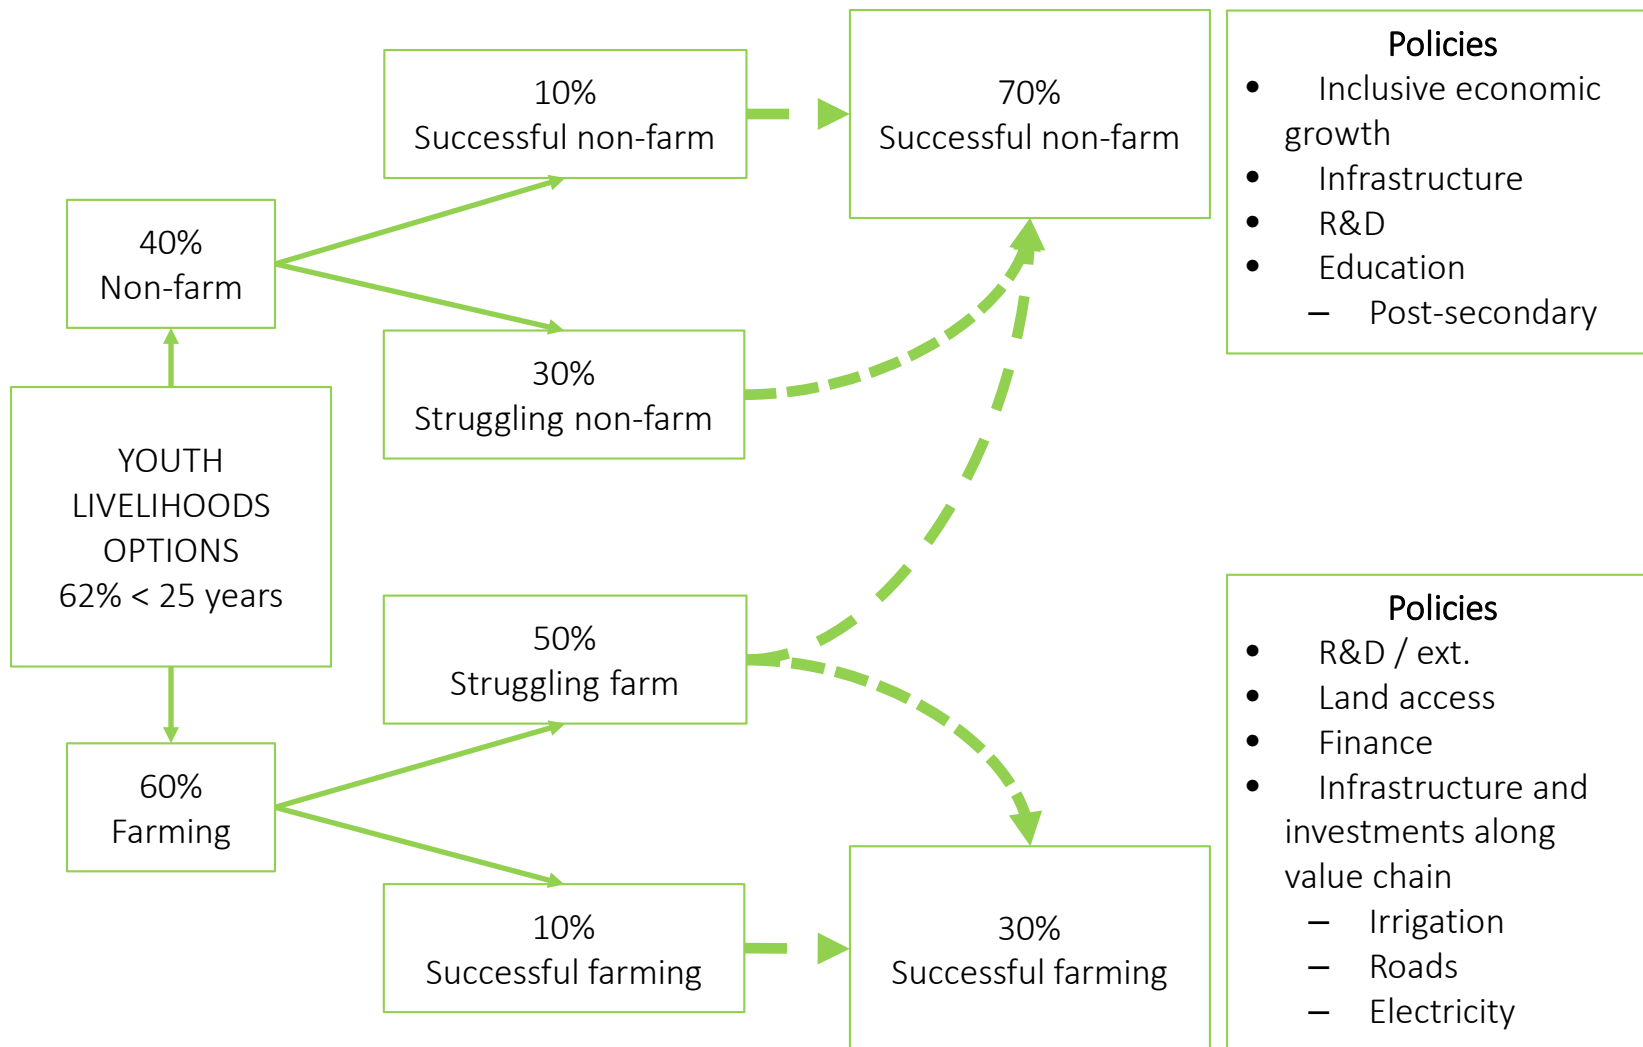 10%
Successful non-farm
70%
Successful non-farm
Policies
• Inclusive economic
growth
• Infrastructure
• R&D
• Education
– Post-secondary
40%
Non-farm
30%
Struggling non-farm
YOUTH
LIVELIHOODS
OPTIONS
62% < 25 years
50%
Struggling farm
60%
Farming
10%
Successful farming
30%
Successful farming
Policies
• R&D / ext.
• Land access
• Finance
• Infrastructure and
investments along
value chain
– Irrigation
– Roads
– Electricity